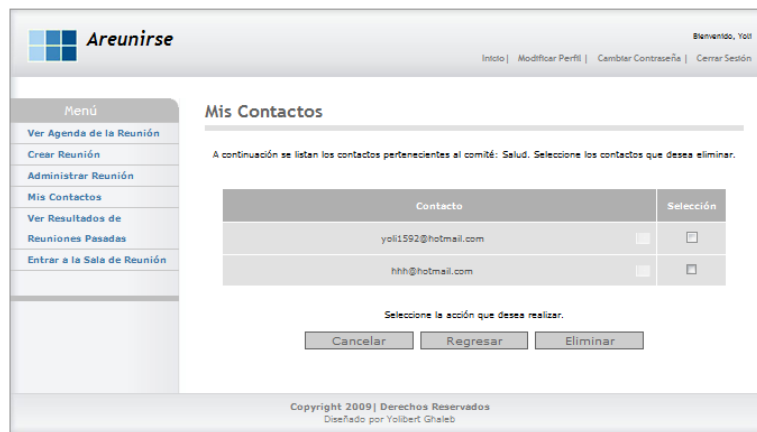 Areunirse
Bienvenido, Yoli
Inicio | Modificar Perfil | Cambiar Contraseña | Cerrar Sesión
Menú
Ver Agenda de la Reunión
Crear Reunión
Administrar Reunión
Mis Contactos
Ver Resultados de
Reuniones Pasadas
Entrar a la Sala de Reunión
Mis Contactos
A continuación se listan los contactos pertenecientes al comité: Salud. Seleccione los contactos que desea eliminar.
Contacto Selección
yoli1592@hotmail.com
hhh@hotmail.com
Seleccione la acción que desea realizar.
Cancelar Regresar Eliminar
Copyright 2009| Derechos Reservados
Diseñado por Yolibert Ghaleb